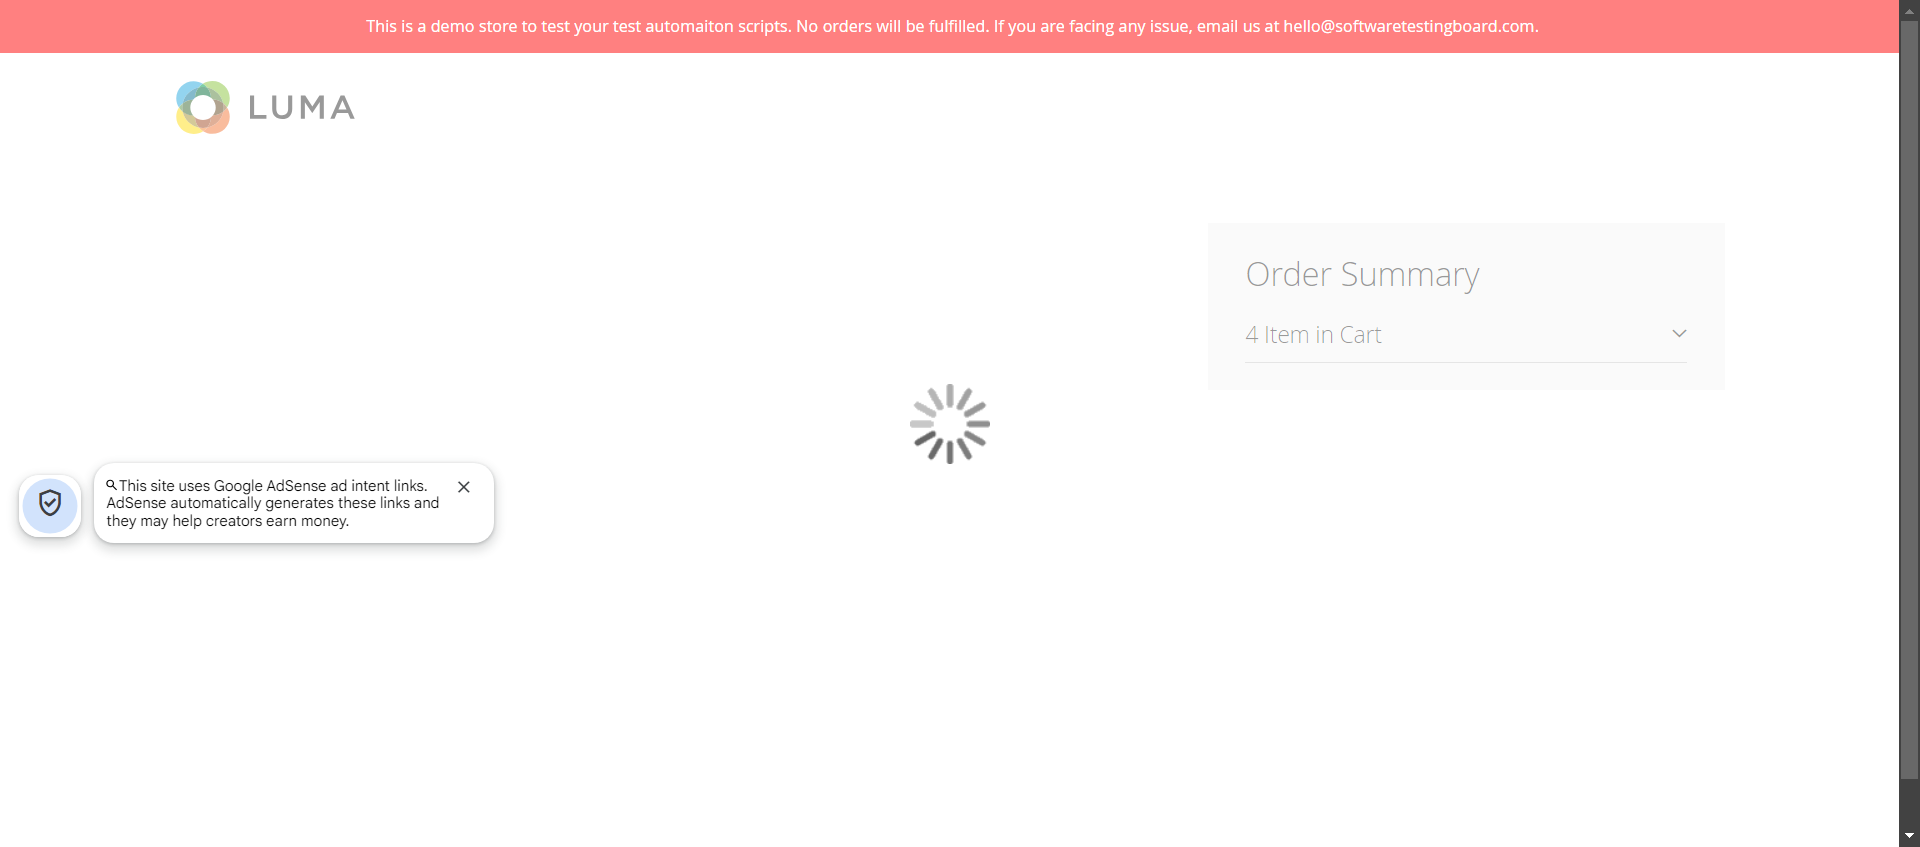 This is a demo store to test your test automaiton scripts. No orders will be fulfilled. If you are facing any issue, email us at hello@softwaretestingboard.com.
LUMA
Order Summary
4 Item in Cart
This site uses Google AdSense ad intent links.
AdSense automatically generates these links and
they may help creators earn money.